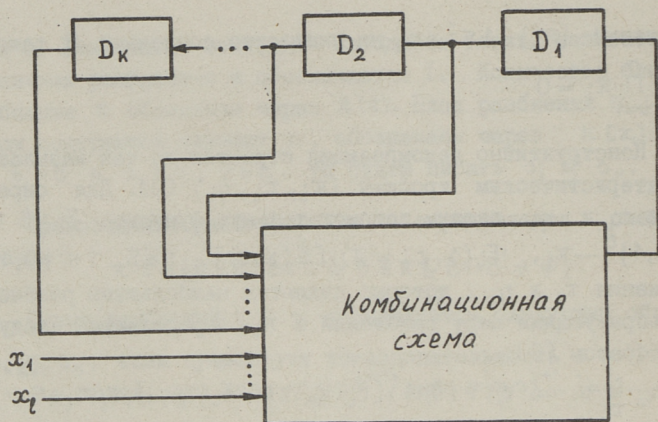 Dк D₂ D₁
Комбинационная
схема
x₁
xₗ